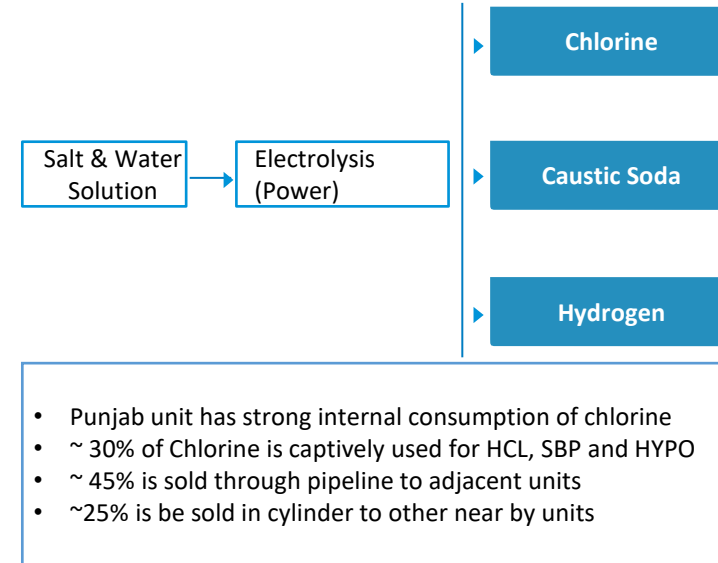 Chlorine
Salt & Water
Solution
Electrolysis
(Power)
Caustic Soda
Hydrogen
• Punjab unit has strong internal consumption of chlorine
• ~ 30% of Chlorine is captively used for HCL, SBP and HYPO
• ~ 45% is sold through pipeline to adjacent units
• ~25% is be sold in cylinder to other near by units